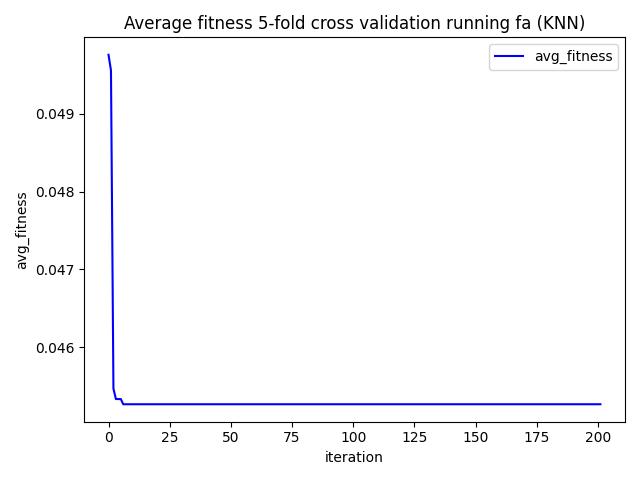 Average fitness 5-fold cross validation running fa (KNN)
avg_fitness
0.049
0.048
0.047
0.046
avg_fitness
0 25 50 75 100 125 150 175 200
iteration